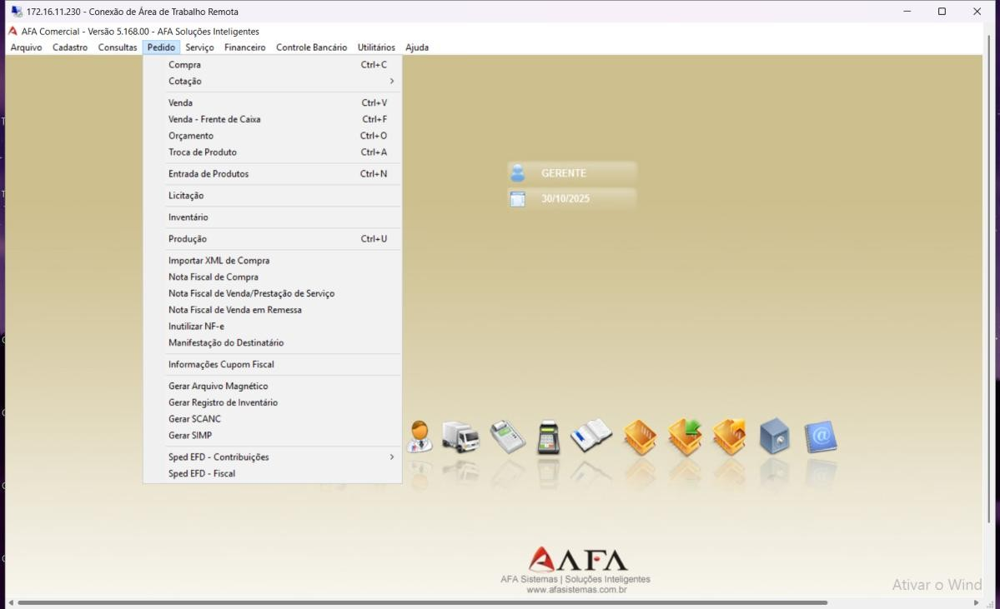 172.16.11.230 - Conexão de Área de Trabalho Remota
AFA Comercial - Versão 5.168.00 - AFA Soluções Inteligentes
Arquivo Cadastro Consultas Pedido Serviço Financeiro Controle Bancário Utilitários Ajuda
Compra Ctrl+C
Cotação
Venda Ctrl+V
Venda - Frente de Caixa Ctrl+F
Orçamento Ctrl+O
Troca de Produto Ctrl+A
Entrada de Produtos Ctrl+N
Licitação
Inventário
Produção Ctrl+U
Importar XML de Compra
Nota Fiscal de Compra
Nota Fiscal de Venda/Prestação de Serviço
Nota Fiscal de Venda em Remessa
Inutilizar NF-e
Manifestação do Destinatário
Informações Cupom Fiscal
Gerar Arquivo Magnético
Gerar Registro de Inventário
Gerar SCANC
Gerar SIMP
Sped EFD - Contribuições
Sped EFD - Fiscal
GERENTE
30/10/2025
AFA
AFA Sistemas | Soluções Inteligentes
www.afasistemas.com.br
Ativar o Wind